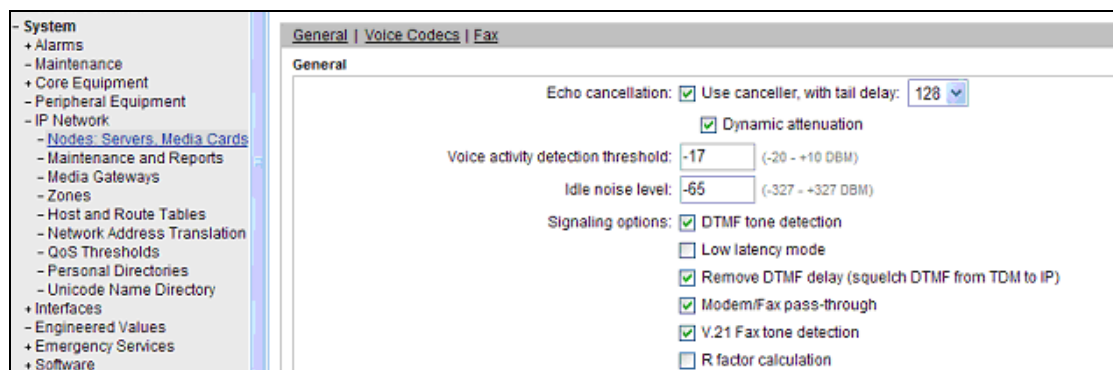 – System
+ Alarms
– Maintenance
+ Core Equipment
– Peripheral Equipment
– IP Network
– Nodes: Servers, Media Cards
– Maintenance and Reports
– Media Gateways
– Zones
– Host and Route Tables
– Network Address Translation
– QoS Thresholds
– Personal Directories
– Unicode Name Directory
+ Interfaces
– Engineered Values
+ Emergency Services
+ Software
General | Voice Codecs | Fax
General
Echo cancellation: Use canceller, with tail delay: 128
Dynamic attenuation
Voice activity detection threshold: -17 (-20 - +10 DBM)
Idle noise level: -65 (-327 - +327 DBM)
Signaling options: DTMF tone detection
Low latency mode
Remove DTMF delay (squelch DTMF from TDM to IP)
Modem/Fax pass-through
V.21 Fax tone detection
R factor calculation